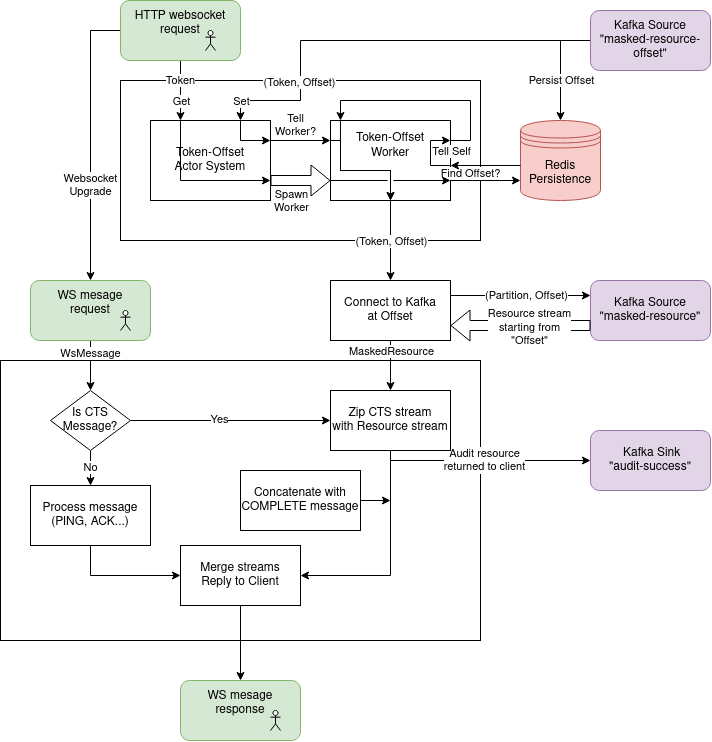 HTTP websocket
request
Kafka Source
"masked-resource-
offset"
Token
(Token, Offset)
Persist Offset
Get
Set
Tell
Worker?
Token-Offset
Actor System
Token-Offset
Worker
Tell Self
Redis
Persistence
Find Offset?
Spawn
Worker
Websocket
Upgrade
(Token, Offset)
WS mesage
request
Connect to Kafka
at Offset
(Partition, Offset)
Resource stream
starting from
"Offset"
Kafka Source
"masked-resource"
WsMessage
MaskedResource
Is CTS
Message?
Yes
Zip CTS stream
with Resource stream
No
Audit resource
returned to client
Kafka Sink
"audit-success"
Process message
(PING, ACK...)
Concatenate with
COMPLETE message
Merge streams
Reply to Client
WS mesage
response